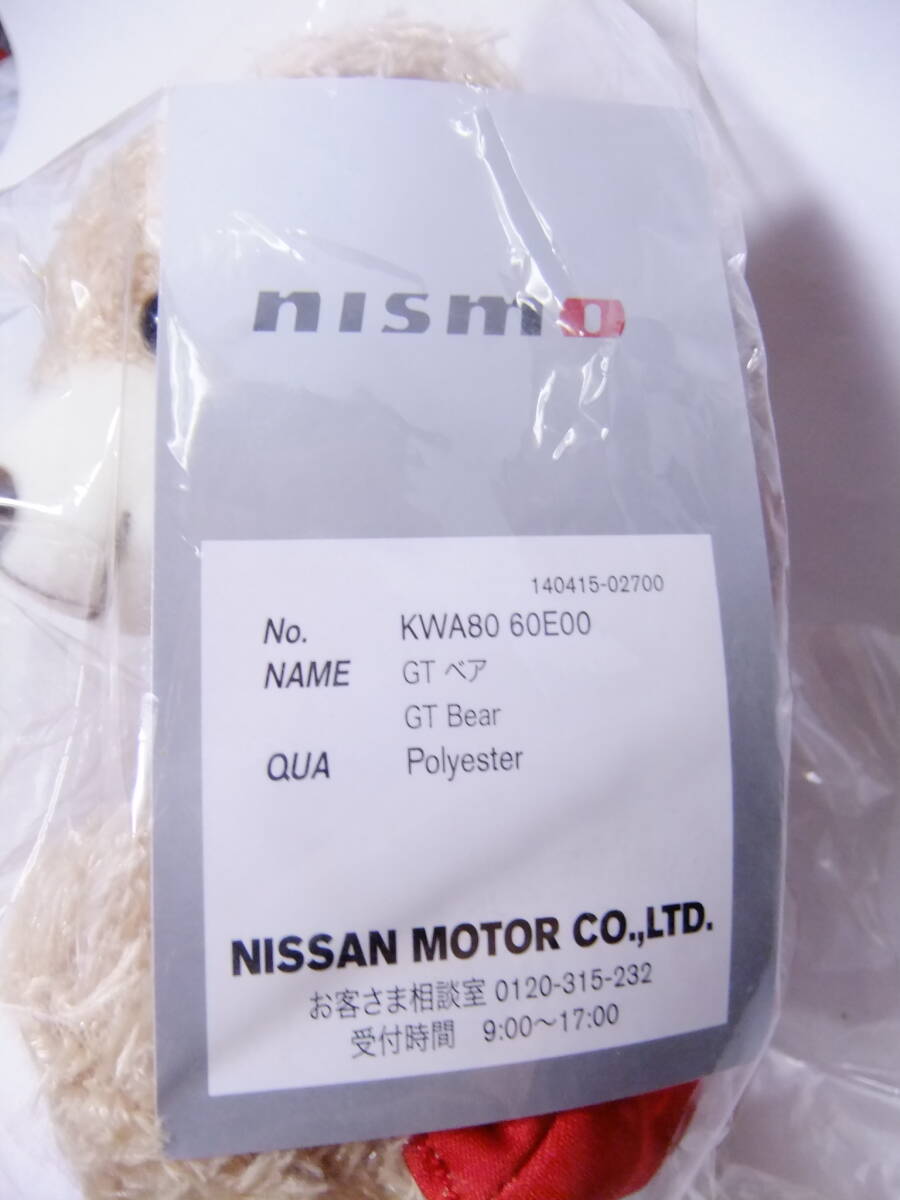 nismo
140415-02700
No. KWA80 60E00
NAME GT ベア
GT Bear
QUA Polyester
NISSAN MOTOR CO.,LTD.
お客さま相談室 0120-315-232
受付時間 9:00～17:00